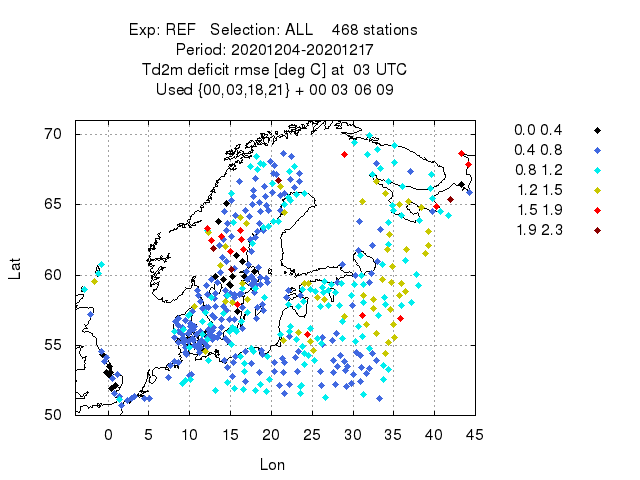 Exp: REF Selection: ALL 468 stations
Period: 20201204-20201217
Td2m deficit rmse [deg C] at 03 UTC
Used {00,03,18,21} + 00 03 06 09
0.0 0.4
0.4 0.8
0.8 1.2
1.2 1.5
1.5 1.9
1.9 2.3
70
65
60
55
50
Lat
0 5 10 15 20 25 30 35 40 45
Lon